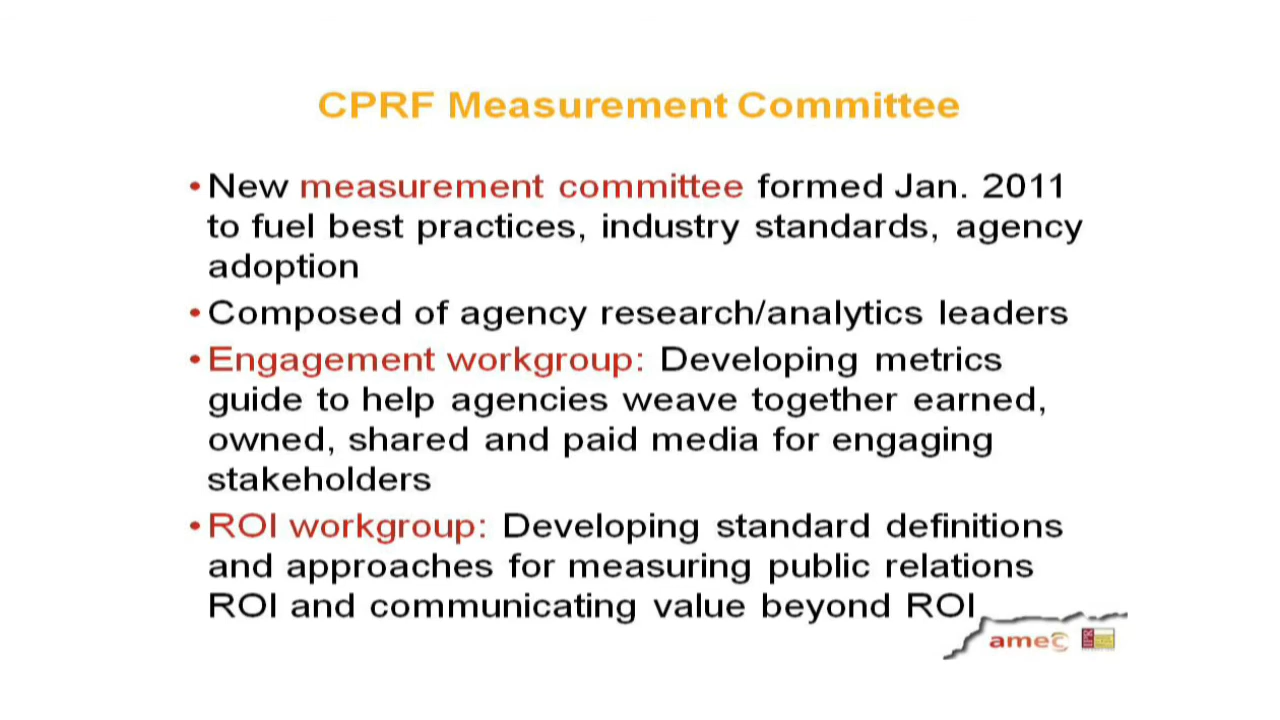 CPRF Measurement Committee
• New measurement committee formed Jan. 2011
to fuel best practices, industry standards, agency
adoption
• Composed of agency research/analytics leaders
• Engagement workgroup: Developing metrics
guide to help agencies weave together earned,
owned, shared and paid media for engaging
stakeholders
• ROI workgroup: Developing standard definitions
and approaches for measuring public relations
ROI and communicating value beyond ROI
amec